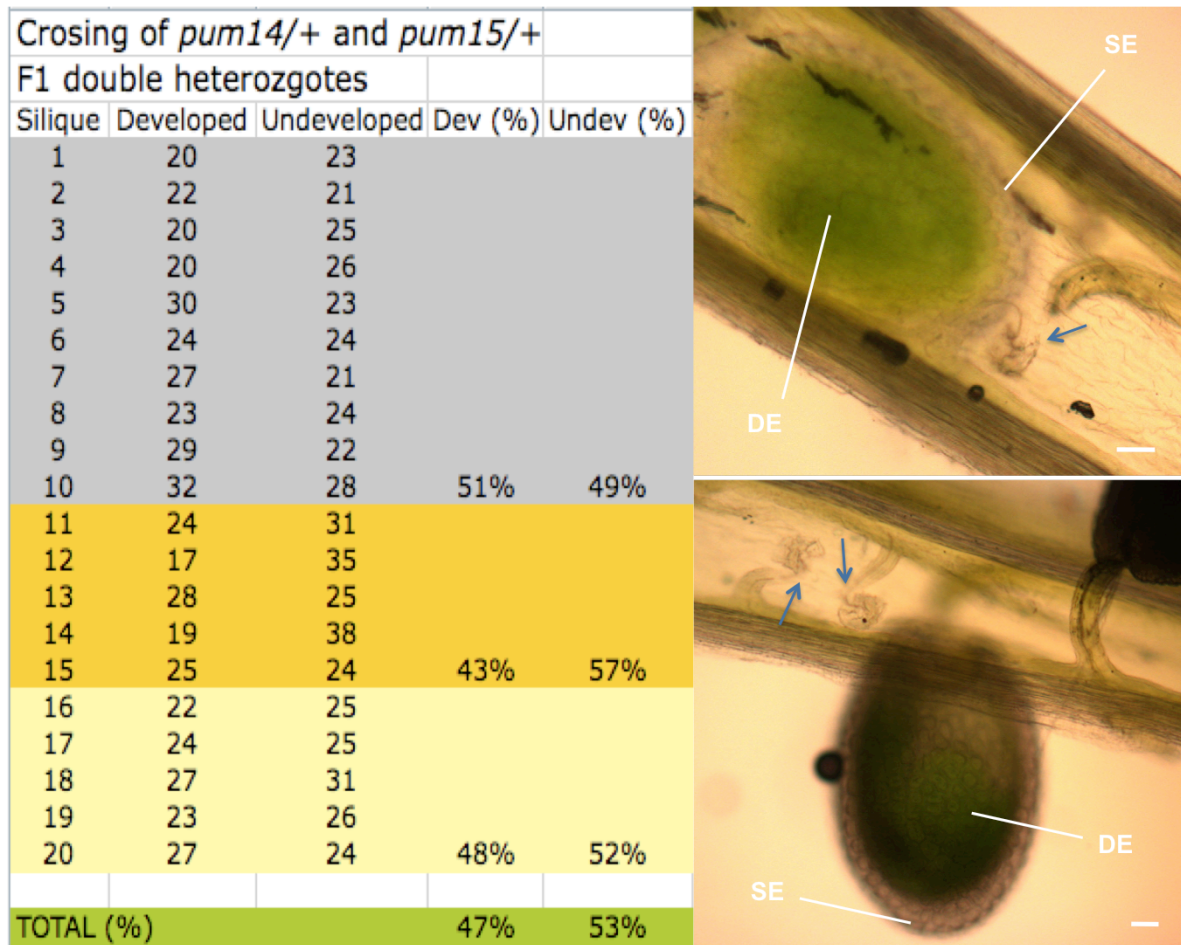 Crosing of pum14/+ and pum15/+
F1 double heterozgotes
Silique Developed Undeveloped Dev (%) Undev (%)
1 20 23
2 22 21
3 20 25
4 20 26
5 30 23
6 24 24
7 27 21
8 23 24
9 29 22
10 32 28 51% 49%
11 24 31
12 17 35
13 28 25
14 19 38
15 25 24 43% 57%
16 22 25
17 24 25
18 27 31
19 23 26
20 27 24 48% 52%
TOTAL (%) 47% 53%
SE
DE
DE
SE